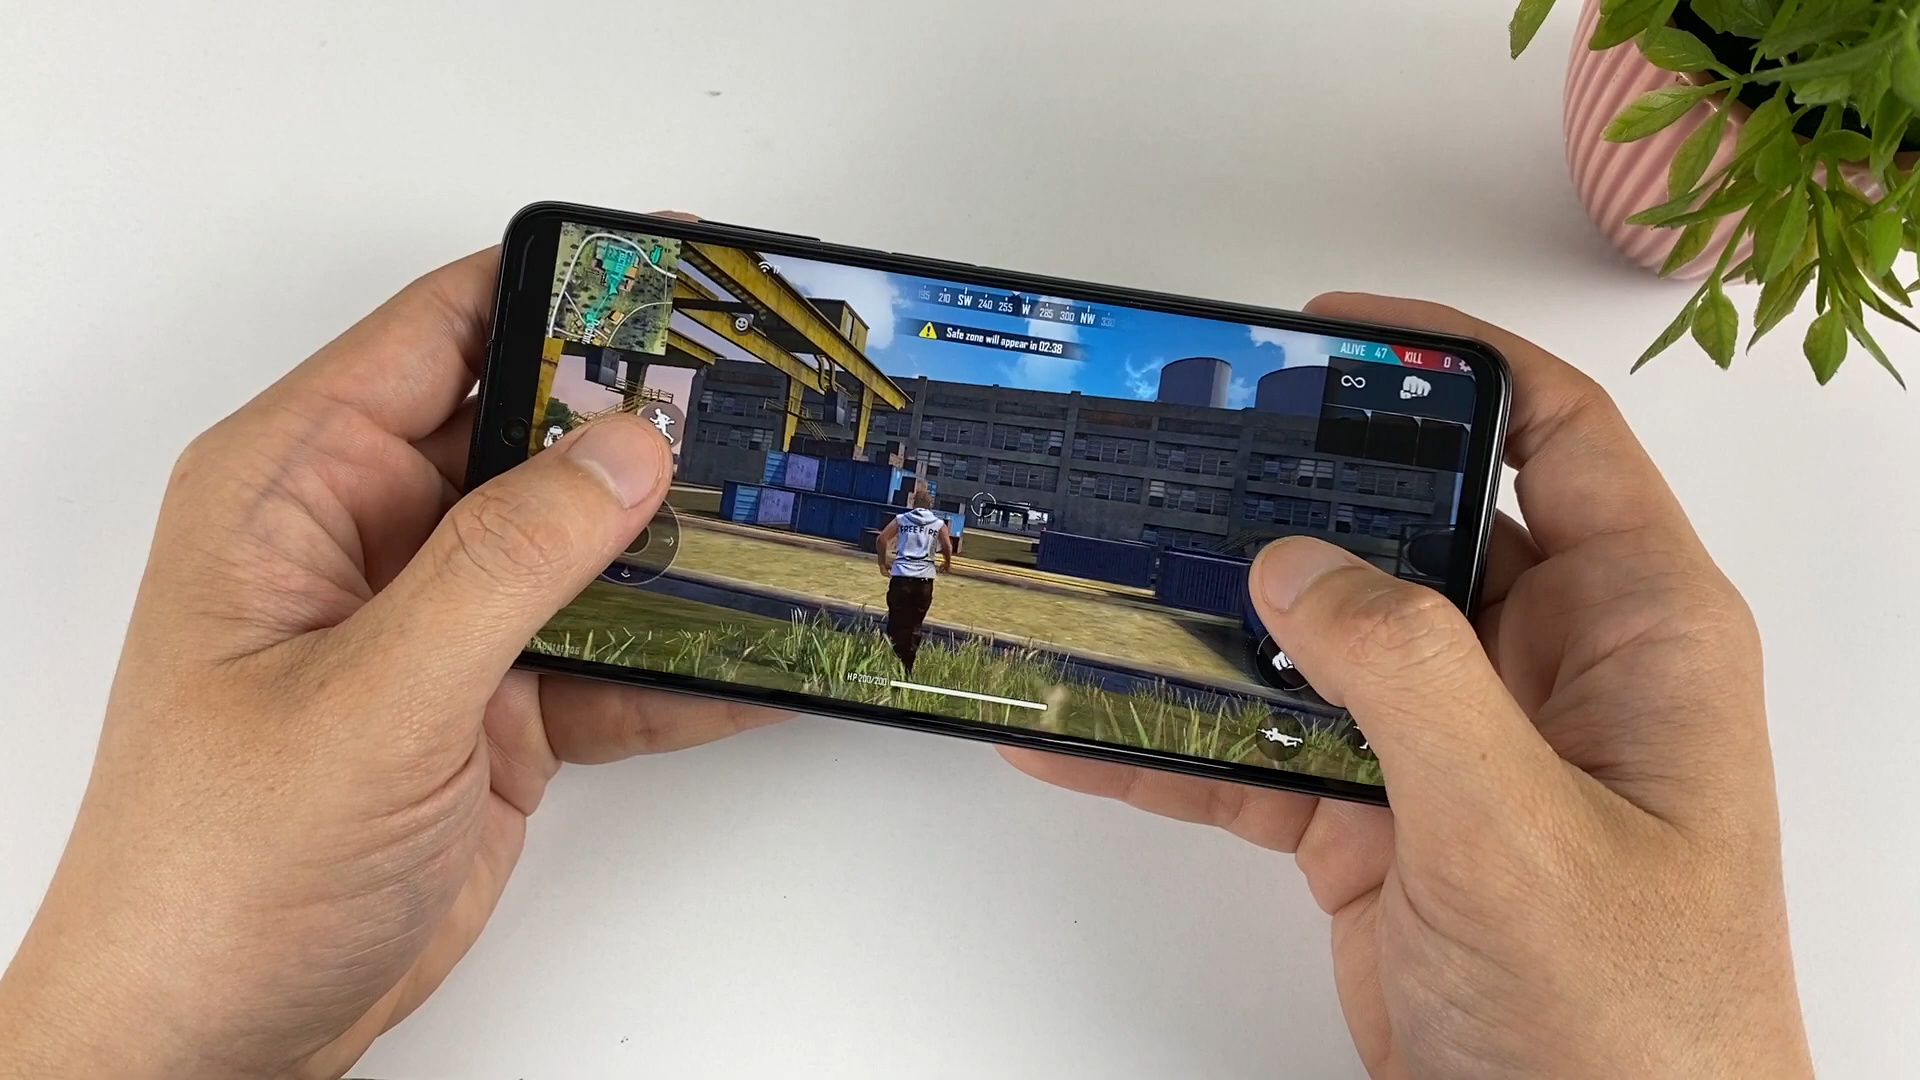 17
195 210 SW 240 255 W 285 300 NW 330
Safe zone will appear in 02:38
ALIVE 47 KILL 0
FREE FIRE
HP 200/200